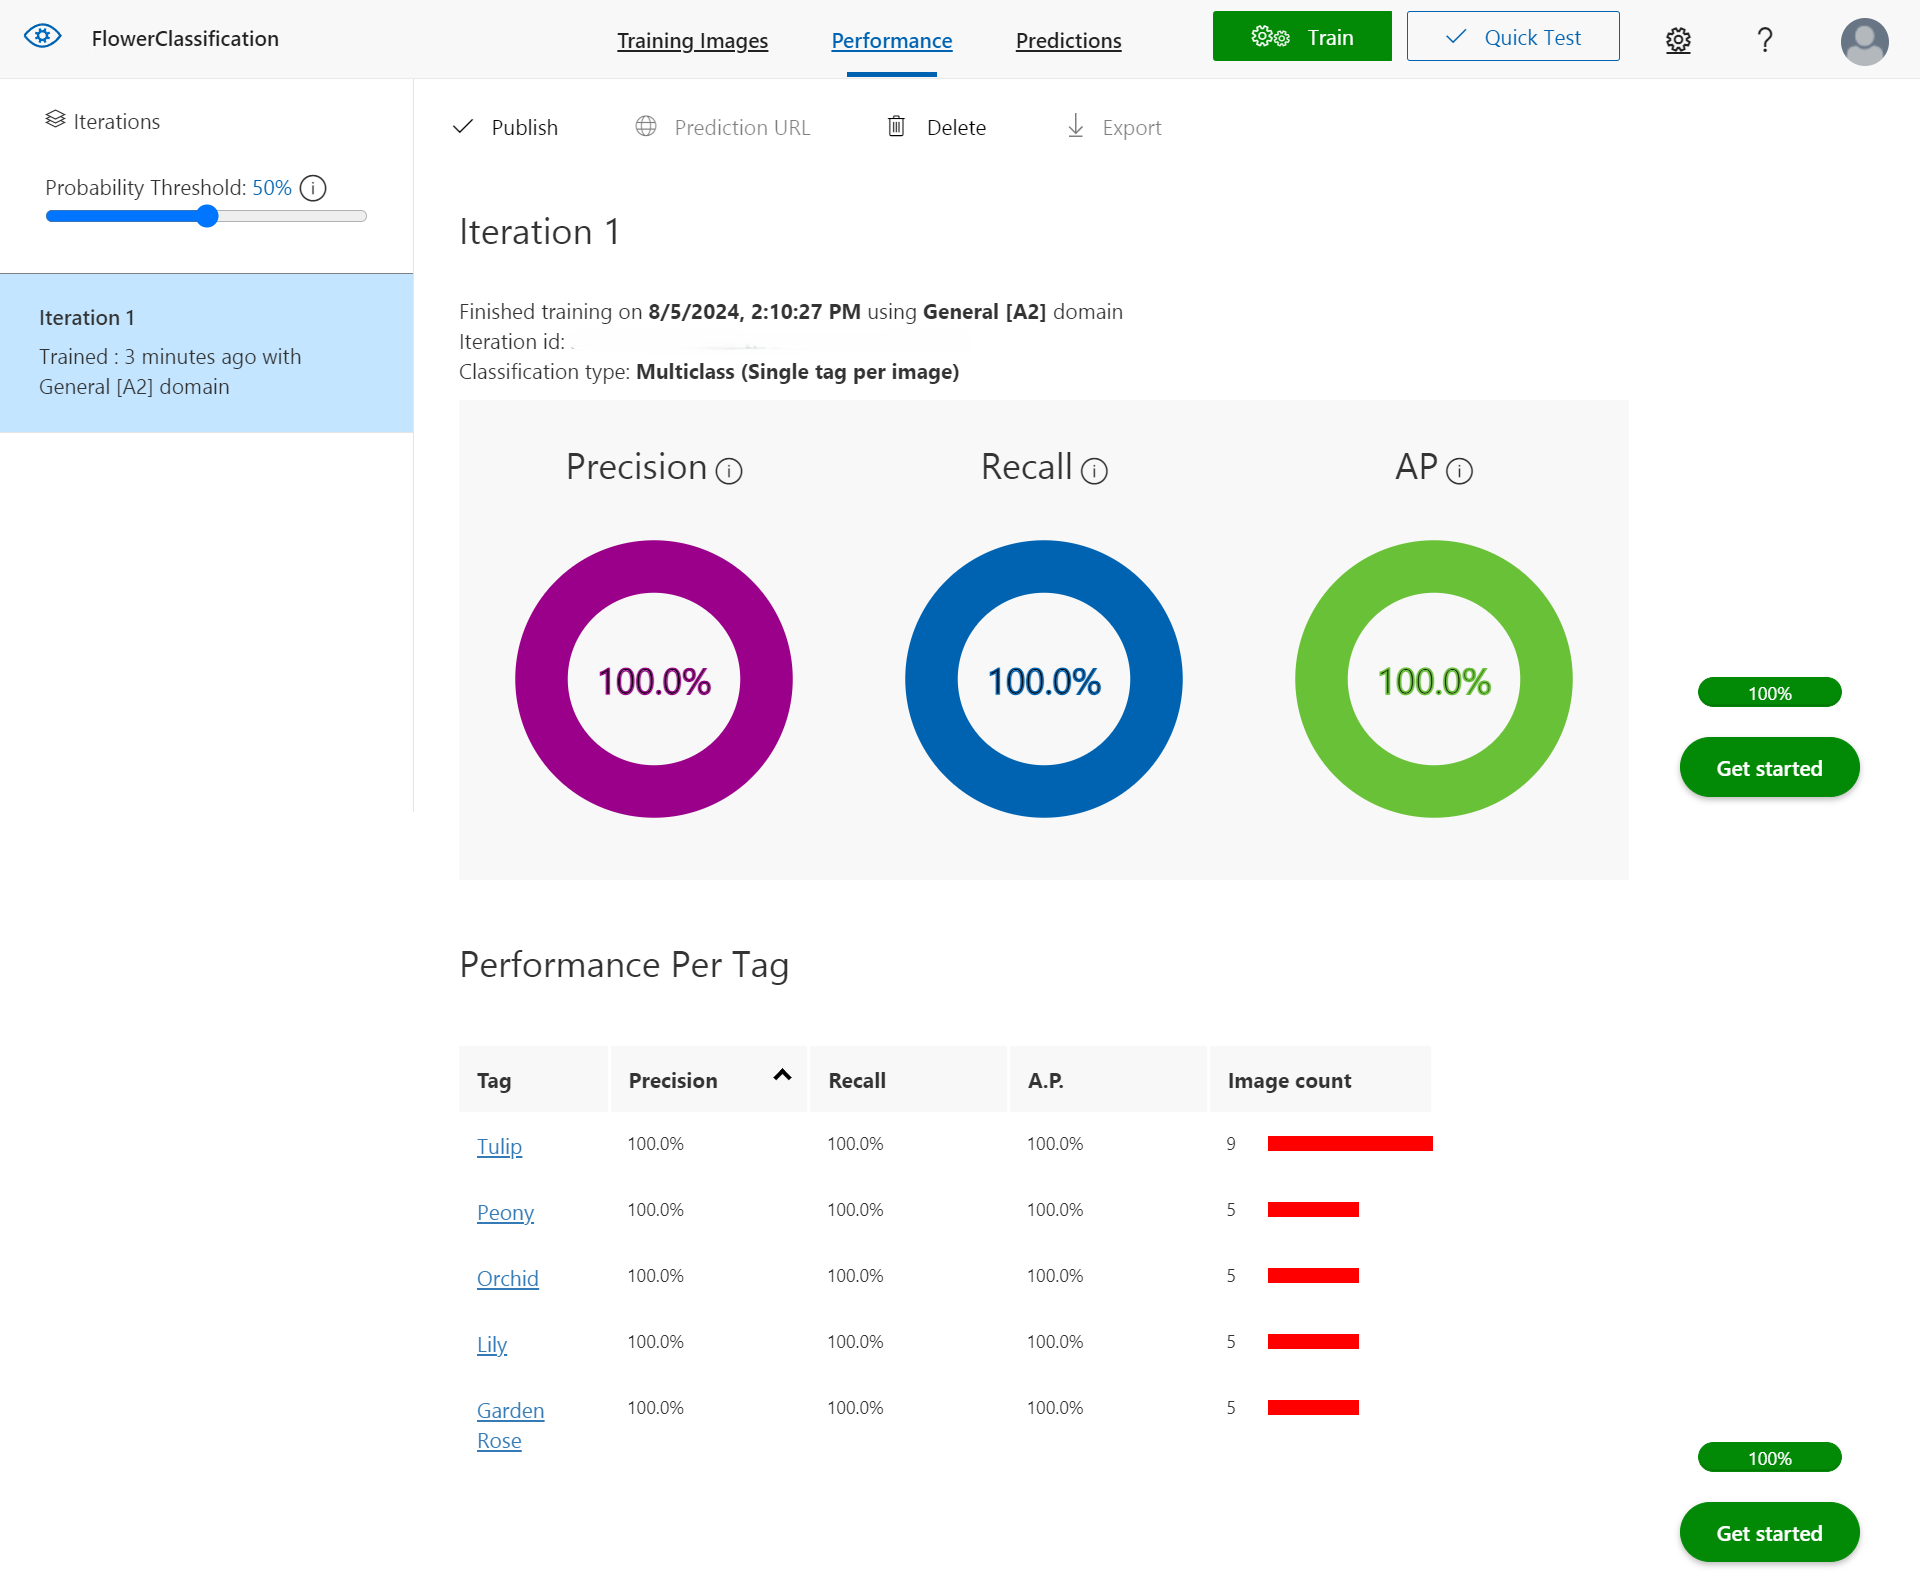 FlowerClassification
Training Images
Performance
Predictions
Train
Quick Test
?
Iterations
Probability Threshold: 50%
Iteration 1
Trained : 3 minutes ago with
General [A2] domain
Publish
Prediction URL
Delete
Export
Iteration 1
Finished training on 8/5/2024, 2:10:27 PM using General [A2] domain
Iteration id:
Classification type: Multiclass (Single tag per image)
Precision
Recall
AP
100.0%
100.0%
100.0%
100%
Get started
Performance Per Tag
Tag Precision Recall A.P. Image count
Tulip 100.0% 100.0% 100.0% 9
Peony 100.0% 100.0% 100.0% 5
Orchid 100.0% 100.0% 100.0% 5
Lily 100.0% 100.0% 100.0% 5
Garden 100.0% 100.0% 100.0% 5
Rose
100%
Get started